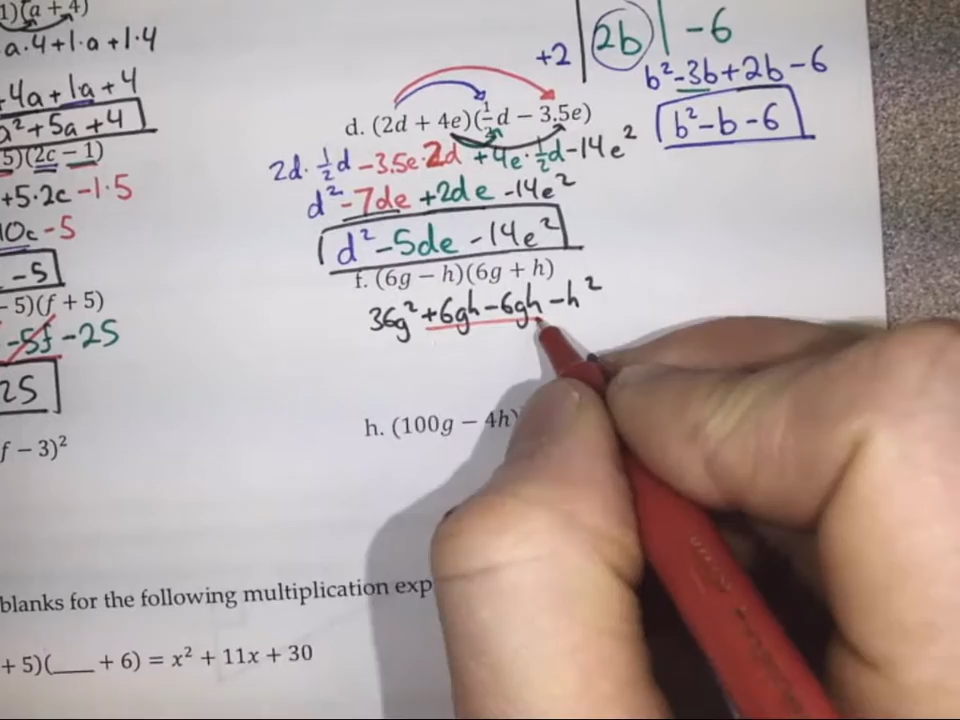 1)(a + 4)
a·4+1·a+1·4
+4a+1a+4
a²+5a+4
5)(2c − 1)
+5·2c-1·5
10c-5
-5
− 5)(f + 5)
-5f -25
25
f − 3)²
+2 | 2b | -6
b²-3b+2b-6
b²-b-6
d. (2d + 4e)(½d − 3.5e)
2d·½d-3.5e·2d+4e·½d-14e²
d²-7de+2de-14e²
d²-5de-14e²
f. (6g − h)(6g + h)
36g²+6gh-6gh-h²
h. (100g − 4h)
blanks for the following multiplication exp
+ 5)(___ + 6) = x² + 11x + 30